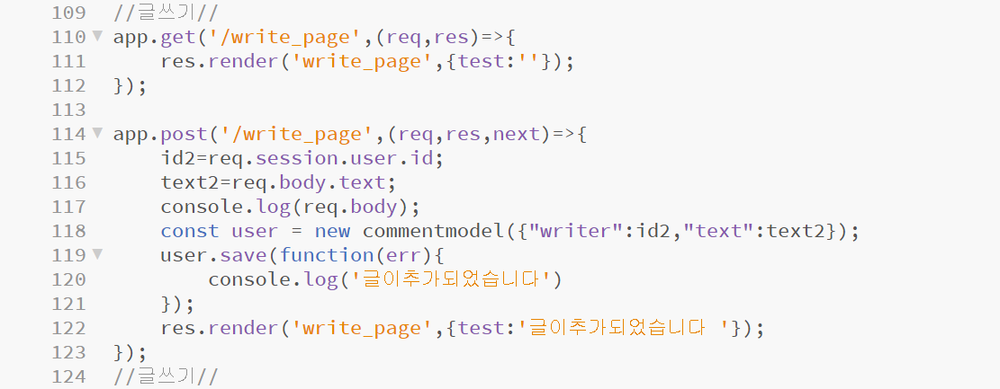 109 //글쓰기//
110 ▼ app.get('/write_page',(req,res)=>{
111     res.render('write_page',{test:''});
112 });
113
114 ▼ app.post('/write_page',(req,res,next)=>{
115     id2=req.session.user.id;
116     text2=req.body.text;
117     console.log(req.body);
118     const user = new commentmodel({"writer":id2,"text":text2});
119 ▼     user.save(function(err){
120         console.log('글이추가되었습니다')
121     });
122     res.render('write_page',{test:'글이추가되었습니다 '});
123 });
124 //글쓰기//